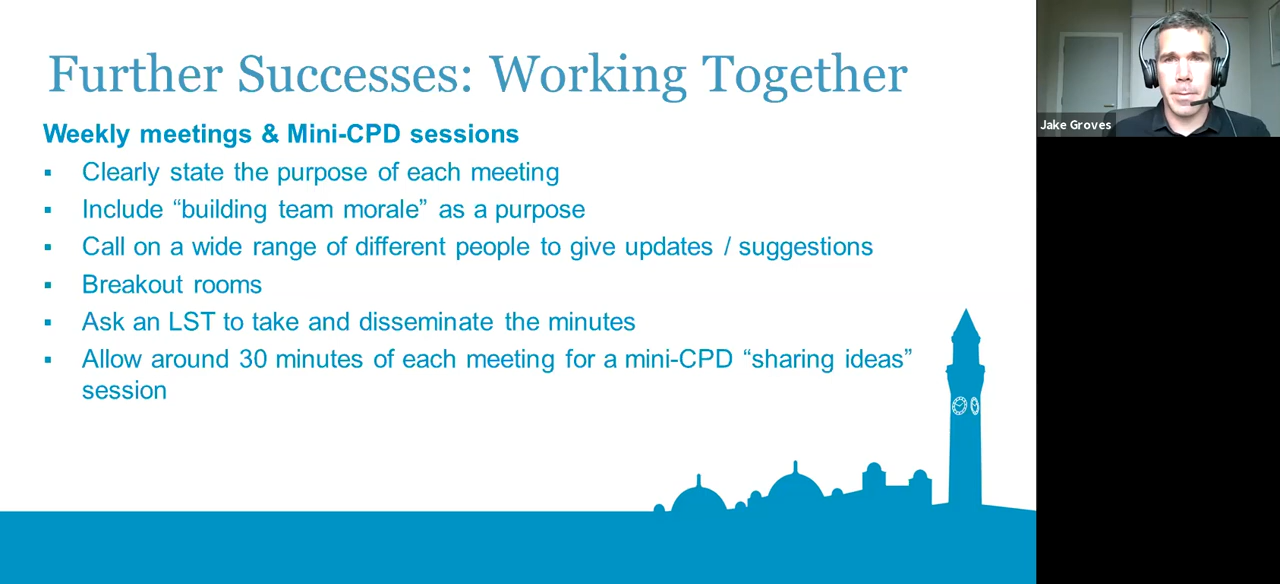 Further Successes: Working Together
Weekly meetings & Mini-CPD sessions
▪ Clearly state the purpose of each meeting
▪ Include “building team morale” as a purpose
▪ Call on a wide range of different people to give updates / suggestions
▪ Breakout rooms
▪ Ask an LST to take and disseminate the minutes
▪ Allow around 30 minutes of each meeting for a mini-CPD “sharing ideas”
session
Jake Groves